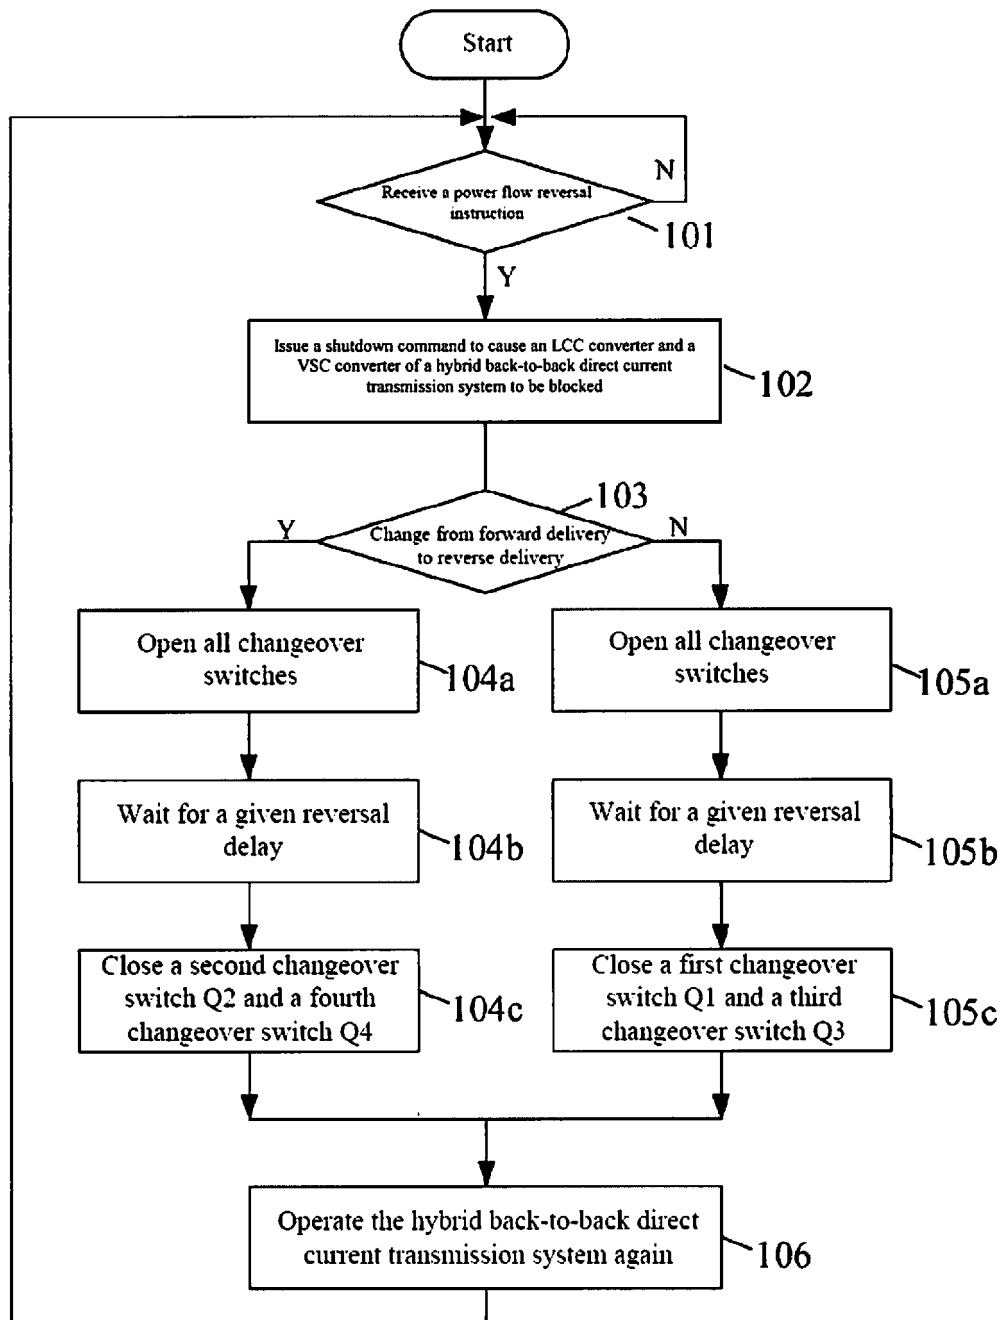 Start
N
Receive a power flow reversal
instruction
101
Y
Issue a shutdown command to cause an LCC converter and a
VSC converter of a hybrid back-to-back direct current
transmission system to be blocked
102
103
Y
Change from forward delivery
to reverse delivery
N
Open all changeover
switches
104a
Open all changeover
switches
105a
Wait for a given reversal
delay
104b
Wait for a given reversal
delay
105b
Close a second changeover
switch Q2 and a fourth
changeover switch Q4
104c
Close a first changeover
switch Q1 and a third
changeover switch Q3
105c
Operate the hybrid back-to-back direct
current transmission system again
106